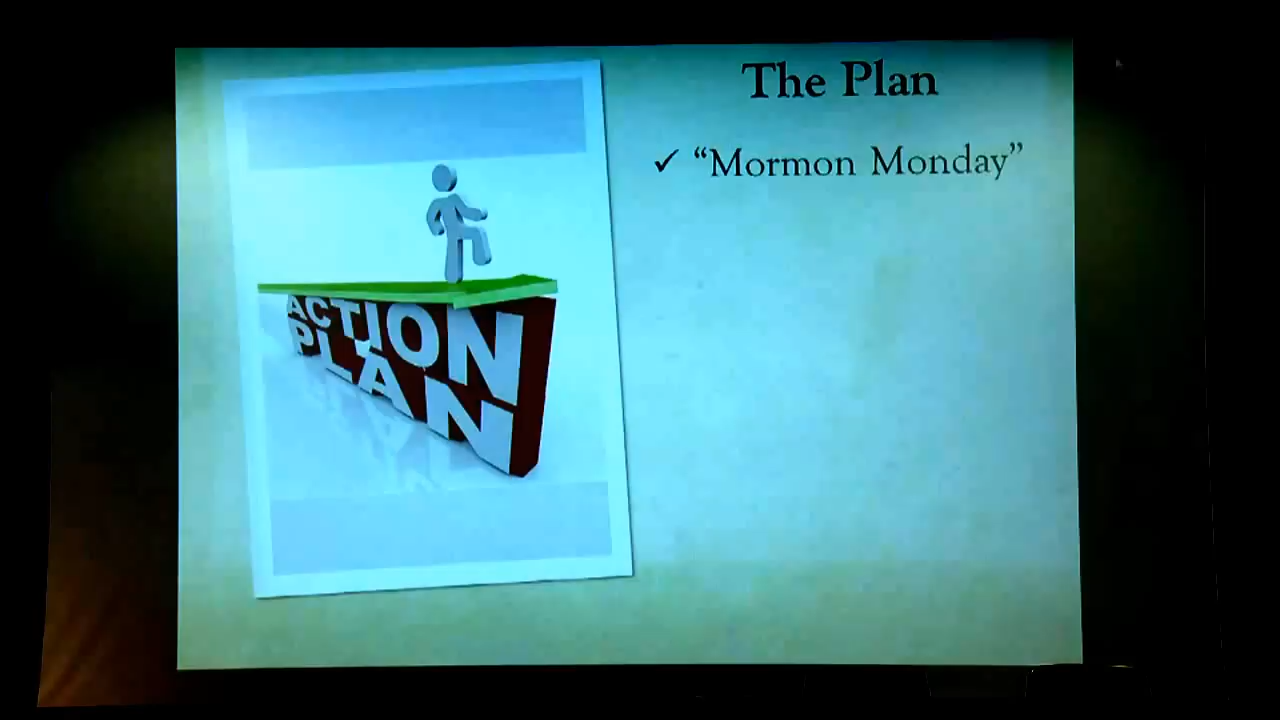 The Plan
✓ “Mormon Monday”
ACTION
PLAN